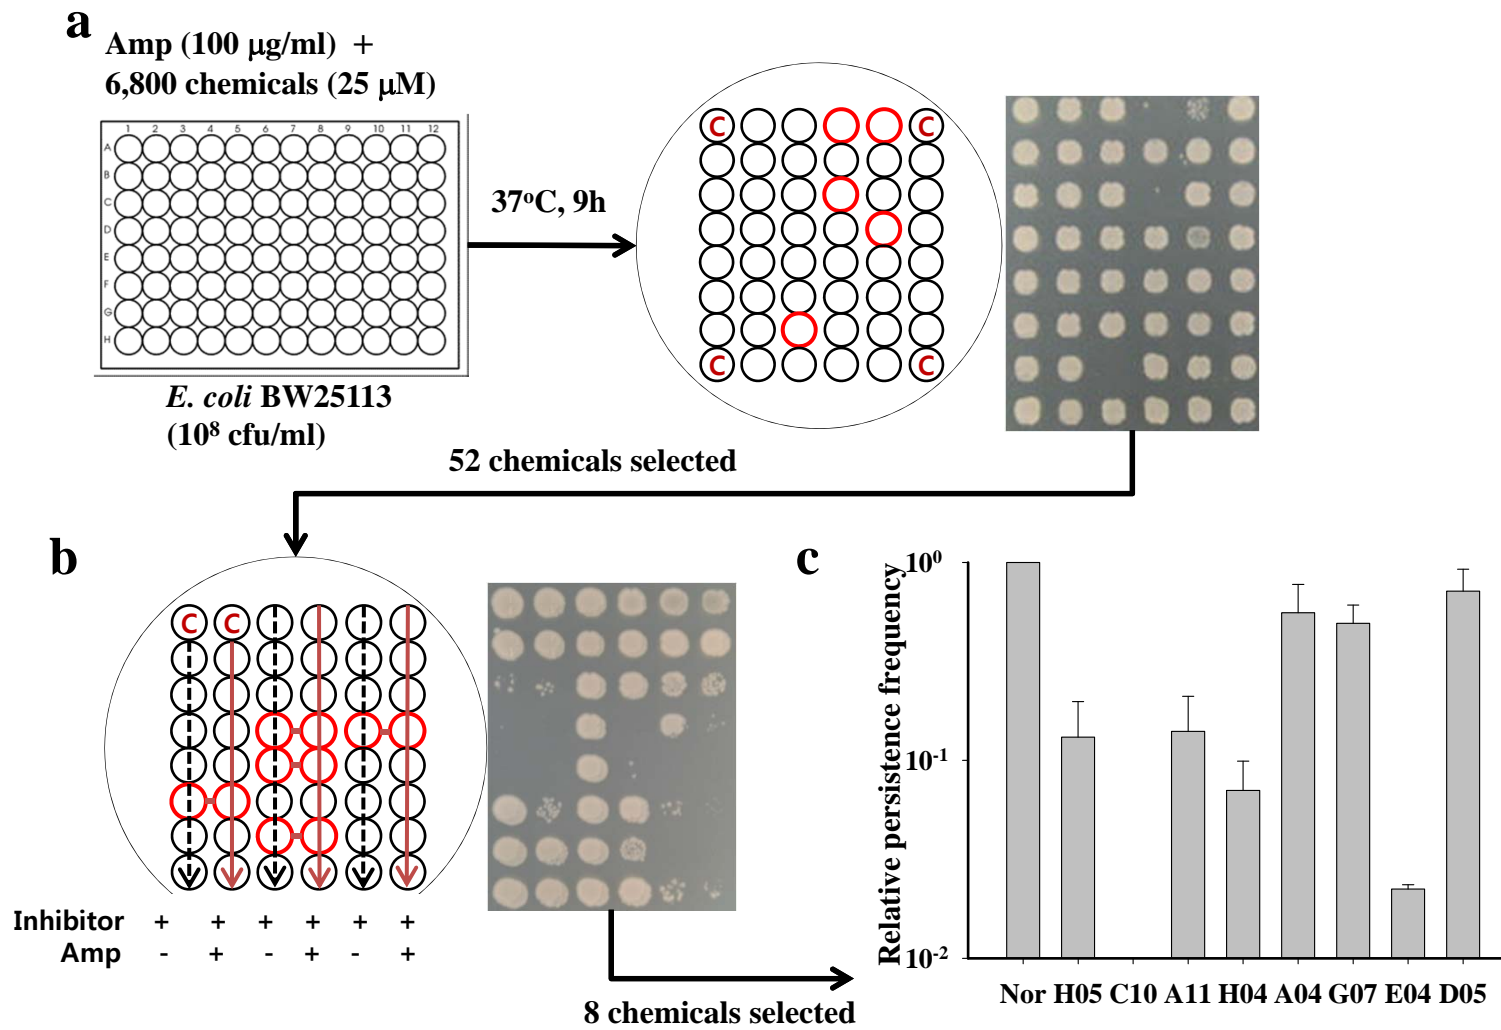 a
Amp (100 μg/ml) +
6,800 chemicals (25 μM)
1 2 3 4 5 6 7 8 9 10 11 12
A
B
C
D
E
F
G
H
E. coli BW25113
(10⁸ cfu/ml)
37°C, 9h
C C
C C
52 chemicals selected
b
C C
Inhibitor + + + + + +
Amp - + - + - +
8 chemicals selected
c
Relative persistence frequency
10⁰
10⁻¹
10⁻²
Nor H05 C10 A11 H04 A04 G07 E04 D05